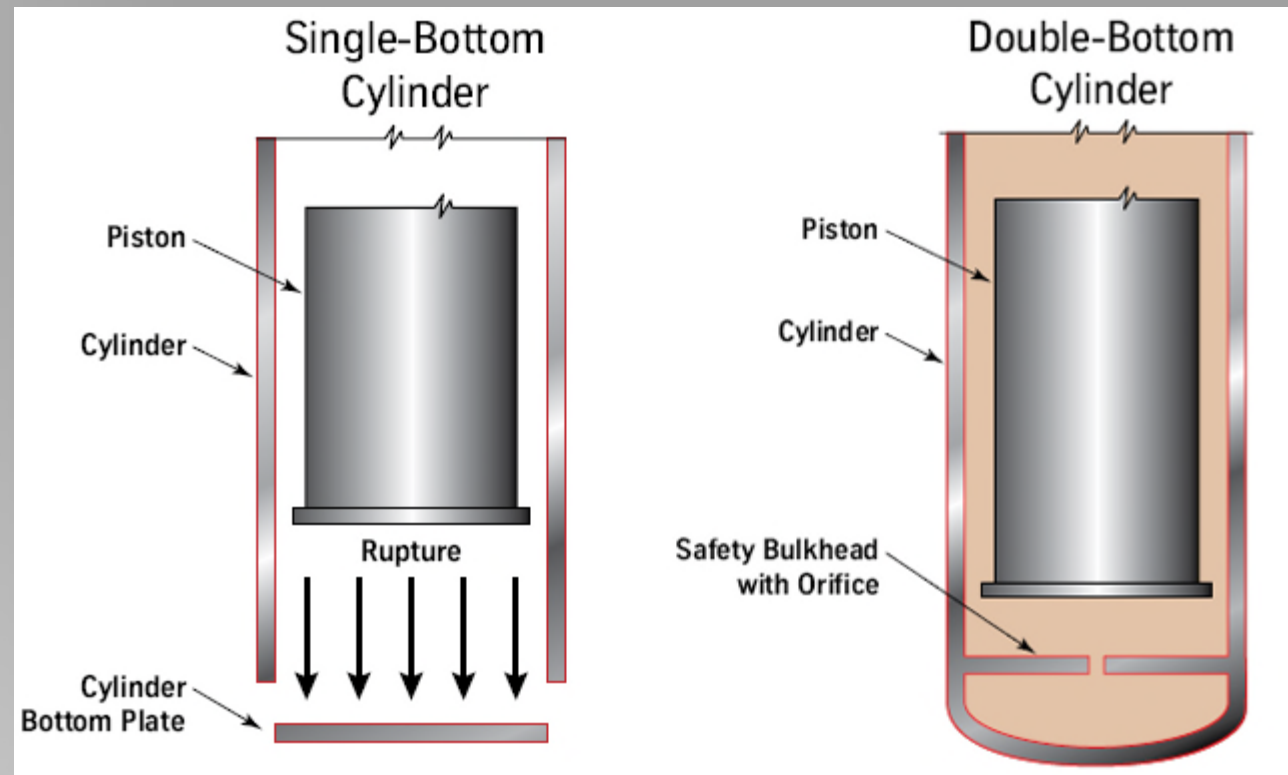 Single-Bottom
Cylinder
Piston
Cylinder
Rupture
Cylinder
Bottom Plate
Double-Bottom
Cylinder
Piston
Cylinder
Safety Bulkhead
with Orifice